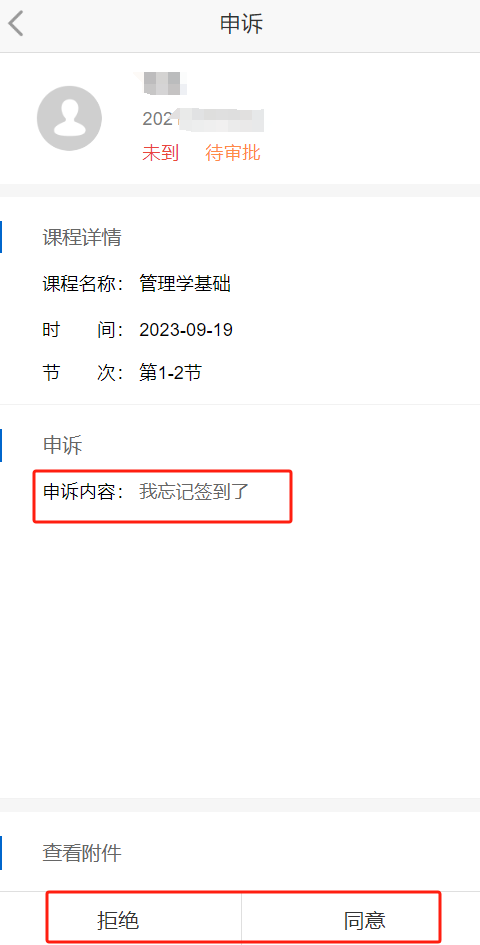 申诉
202
未到 待审批
课程详情
课程名称： 管理学基础
时 间： 2023-09-19
节 次： 第1-2节
申诉
申诉内容： 我忘记签到了
查看附件
拒绝 同意